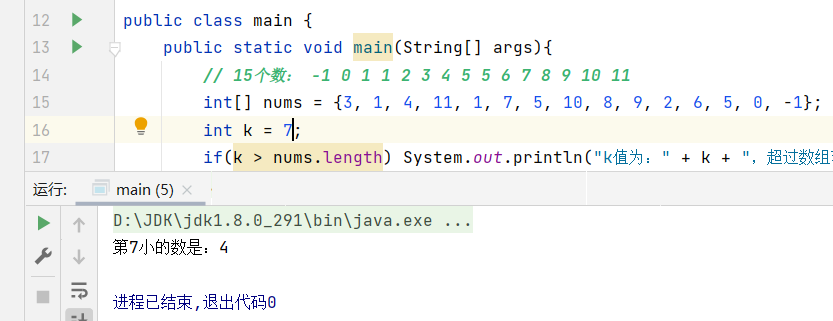 12 public class main {
13 public static void main(String[] args){
14 // 15个数： -1 0 1 1 2 3 4 5 5 6 7 8 9 10 11
15 int[] nums = {3, 1, 4, 11, 1, 7, 5, 10, 8, 9, 2, 6, 5, 0, -1};
16 int k = 7;
17 if(k > nums.length) System.out.println("k值为：" + k + "，超过数组
运行: main (5) ×
D:\JDK\jdk1.8.0_291\bin\java.exe ...
第7小的数是：4
进程已结束,退出代码0